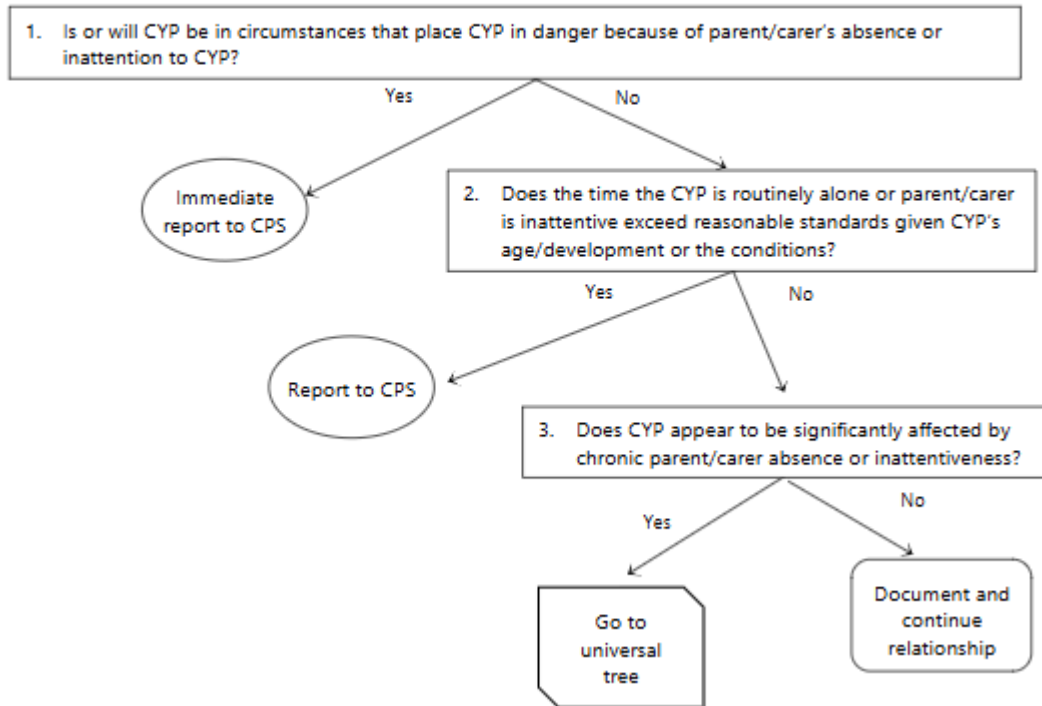 1. Is or will CYP be in circumstances that place CYP in danger because of parent/carer's absence or
inattention to CYP?
Yes
No
Immediate
report to CPS
2. Does the time the CYP is routinely alone or parent/carer
is inattentive exceed reasonable standards given CYP's
age/development or the conditions?
Yes
No
Report to CPS
3. Does CYP appear to be significantly affected by
chronic parent/carer absence or inattentiveness?
Yes
No
Go to
universal
tree
Document and
continue
relationship